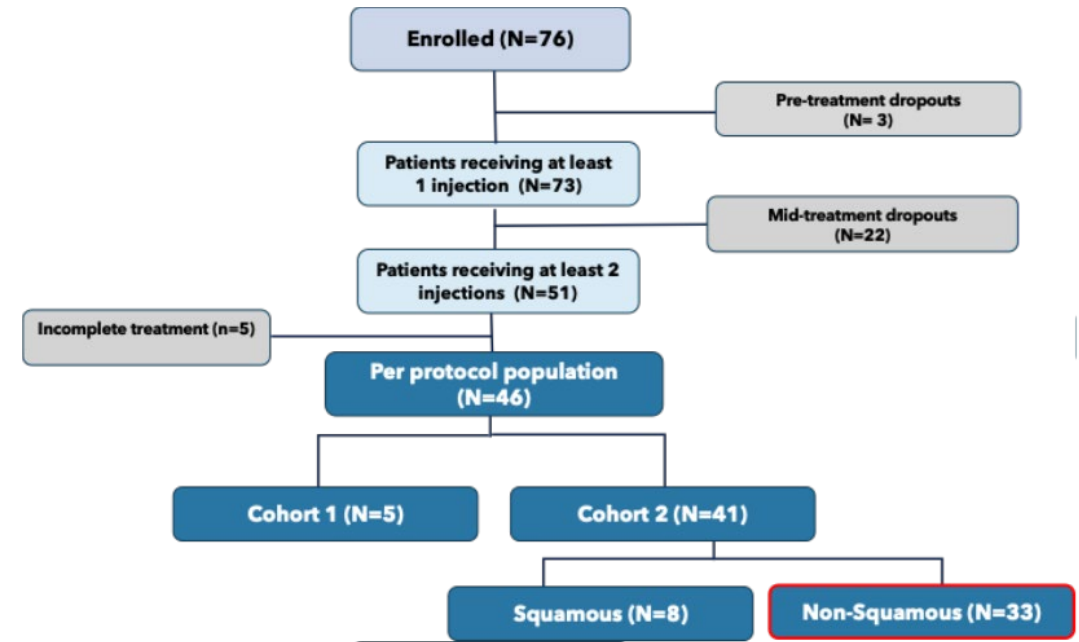 Enrolled (N=76)
Pre-treatment dropouts
(N= 3)
Patients receiving at least
1 injection (N=73)
Mid-treatment dropouts
(N=22)
Patients receiving at least 2
injections (N=51)
Incomplete treatment (n=5)
Per protocol population
(N=46)
Cohort 1 (N=5)
Cohort 2 (N=41)
Squamous (N=8)
Non-Squamous (N=33)